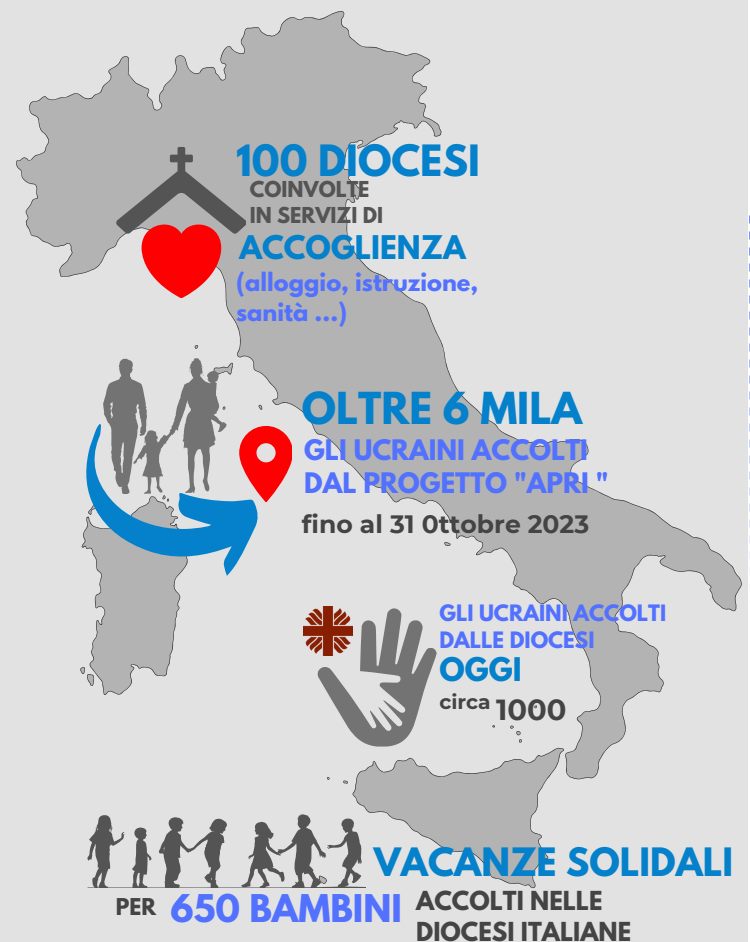 100 DIOCESI
COINVOLTE
IN SERVIZI DI
ACCOGLIENZA
(alloggio, istruzione,
sanità ...)
OLTRE 6 MILA
GLI UCRAINI ACCOLTI
DAL PROGETTO "APRI "
fino al 31 0ttobre 2023
GLI UCRAINI ACCOLTI
DALLE DIOCESI
OGGI
circa 1000
VACANZE SOLIDALI
PER 650 BAMBINI ACCOLTI NELLE
DIOCESI ITALIANE